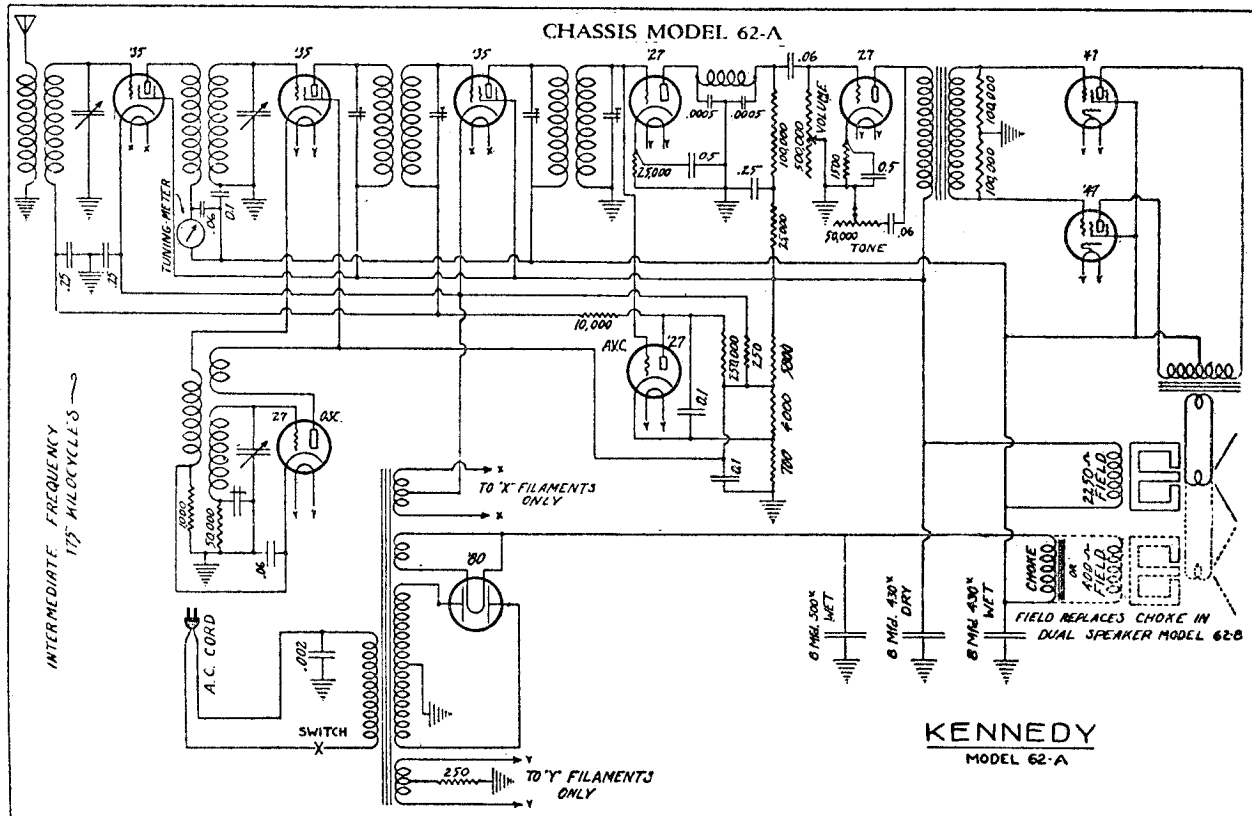 CHASSIS MODEL 62-A
'35
'35
'35
'27
.06
27
47
.0005
.0005
100,000
500,000
VOLUME
25,000
0.5
.25
1500
0.5
100,000
100,000
'47
TUNING-METER
.06
0.1
25,000
50,000
.06
TONE
.25
.25
10,000
A.V.C.
'27
250,000
250
5800
0.1
4000
0.1
700
INTERMEDIATE FREQUENCY
175 KILOCYCLES
27
OSC.
1000
.06
TO "X" FILAMENTS
ONLY
'80
2250Ω
FIELD
CHOKE
OR
400Ω
FIELD
8 Mfd. 500ᵛ
WET
8 Mfd. 430ᵛ
DRY
8 Mfd. 430ᵛ
WET
FIELD REPLACES CHOKE IN
DUAL SPEAKER MODEL 62-B
A.C. CORD
.002
SWITCH
250
TO "Y" FILAMENTS
ONLY
KENNEDY
MODEL 62-A